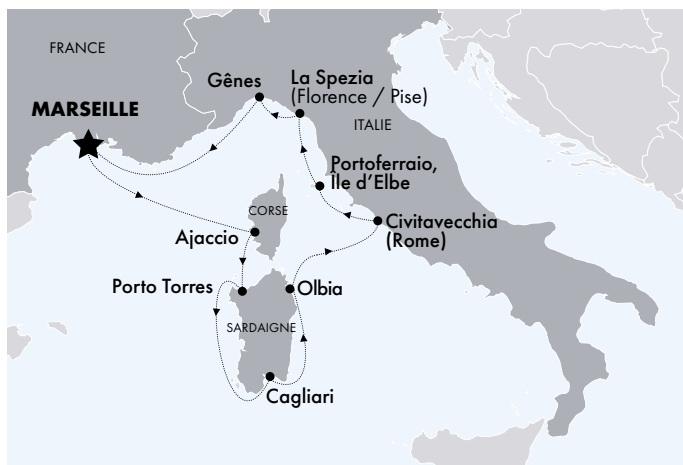 FRANCE
Gênes
La Spezia
(Florence / Pise)
MARSEILLE
ITALIE
Portoferraio,
Île d'Elbe
CORSE
Civitavecchia
(Rome)
Ajaccio
Porto Torres
Olbia
SARDAIGNE
Cagliari